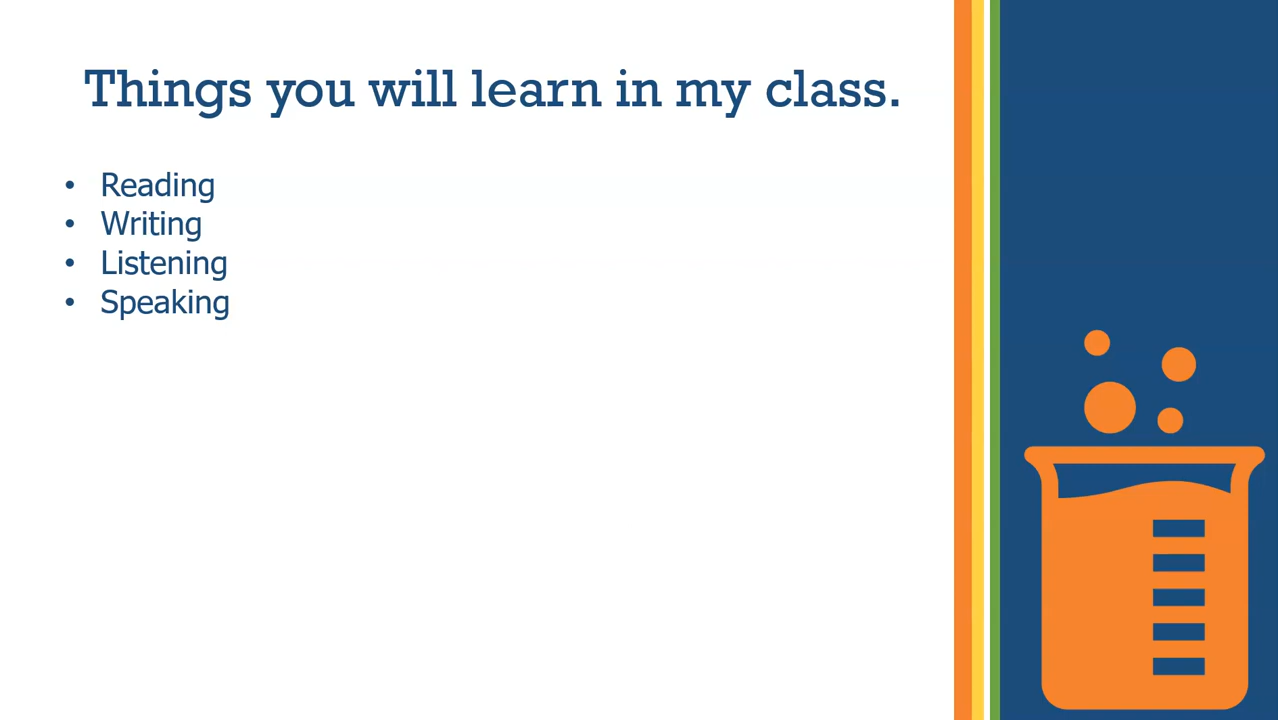 Things you will learn in my class.
• Reading
• Writing
• Listening
• Speaking